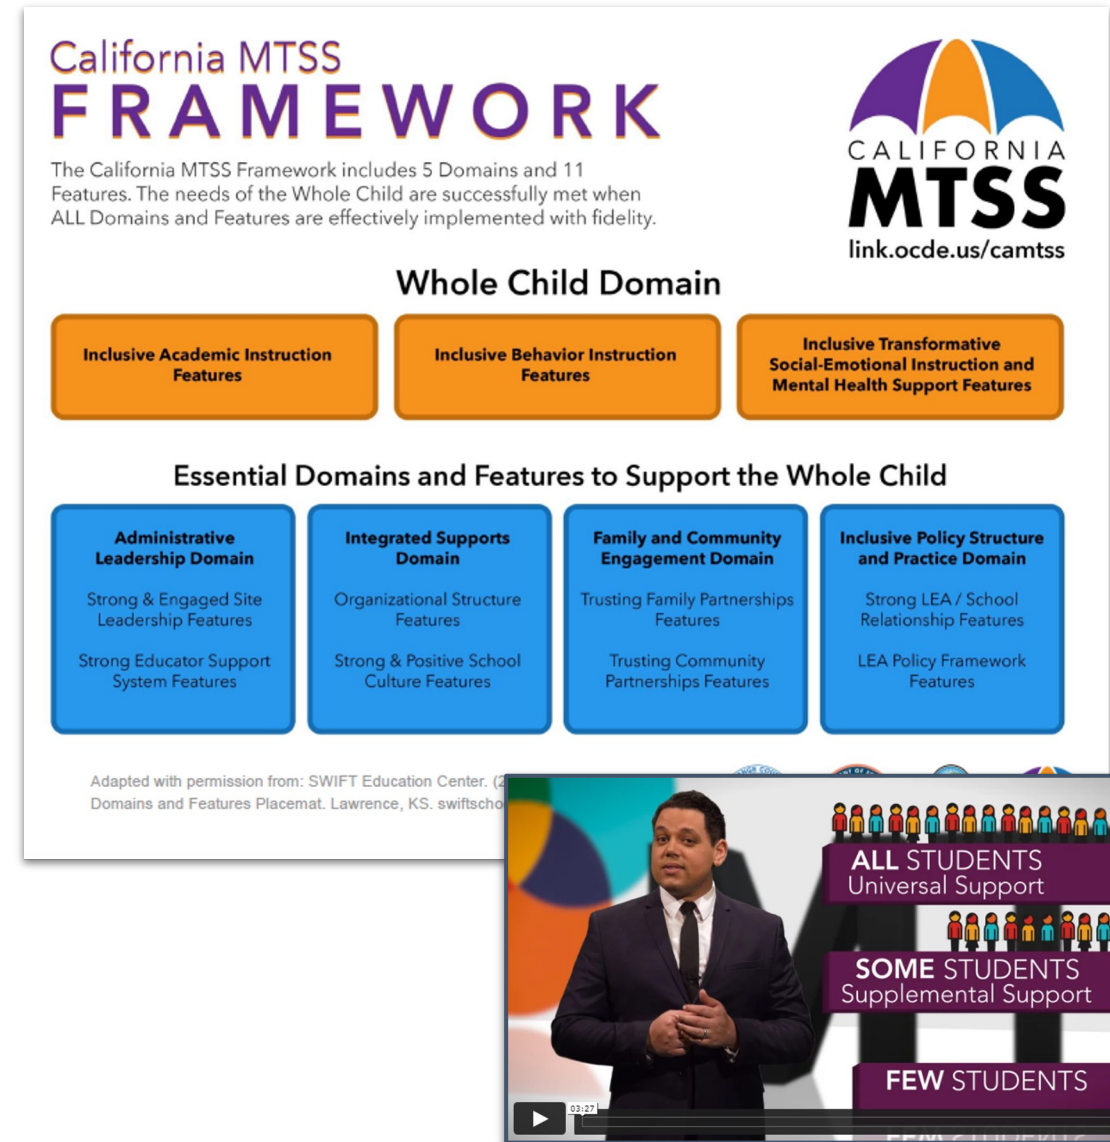 California MTSS
FRAMEWORK
The California MTSS Framework includes 5 Domains and 11
Features. The needs of the Whole Child are successfully met when
ALL Domains and Features are effectively implemented with fidelity.
CALIFORNIA
MTSS
link.ocde.us/camtss
Whole Child Domain
Inclusive Academic Instruction
Features
Inclusive Behavior Instruction
Features
Inclusive Transformative
Social-Emotional Instruction and
Mental Health Support Features
Essential Domains and Features to Support the Whole Child
Administrative
Leadership Domain
Strong & Engaged Site
Leadership Features
Strong Educator Support
System Features
Integrated Supports
Domain
Organizational Structure
Features
Strong & Positive School
Culture Features
Family and Community
Engagement Domain
Trusting Family Partnerships
Features
Trusting Community
Partnerships Features
Inclusive Policy Structure
and Practice Domain
Strong LEA / School
Relationship Features
LEA Policy Framework
Features
Adapted with permission from: SWIFT Education Center. (2
Domains and Features Placemat. Lawrence, KS. swiftscho
ALL STUDENTS
Universal Support
SOME STUDENTS
Supplemental Support
FEW STUDENTS
03:27